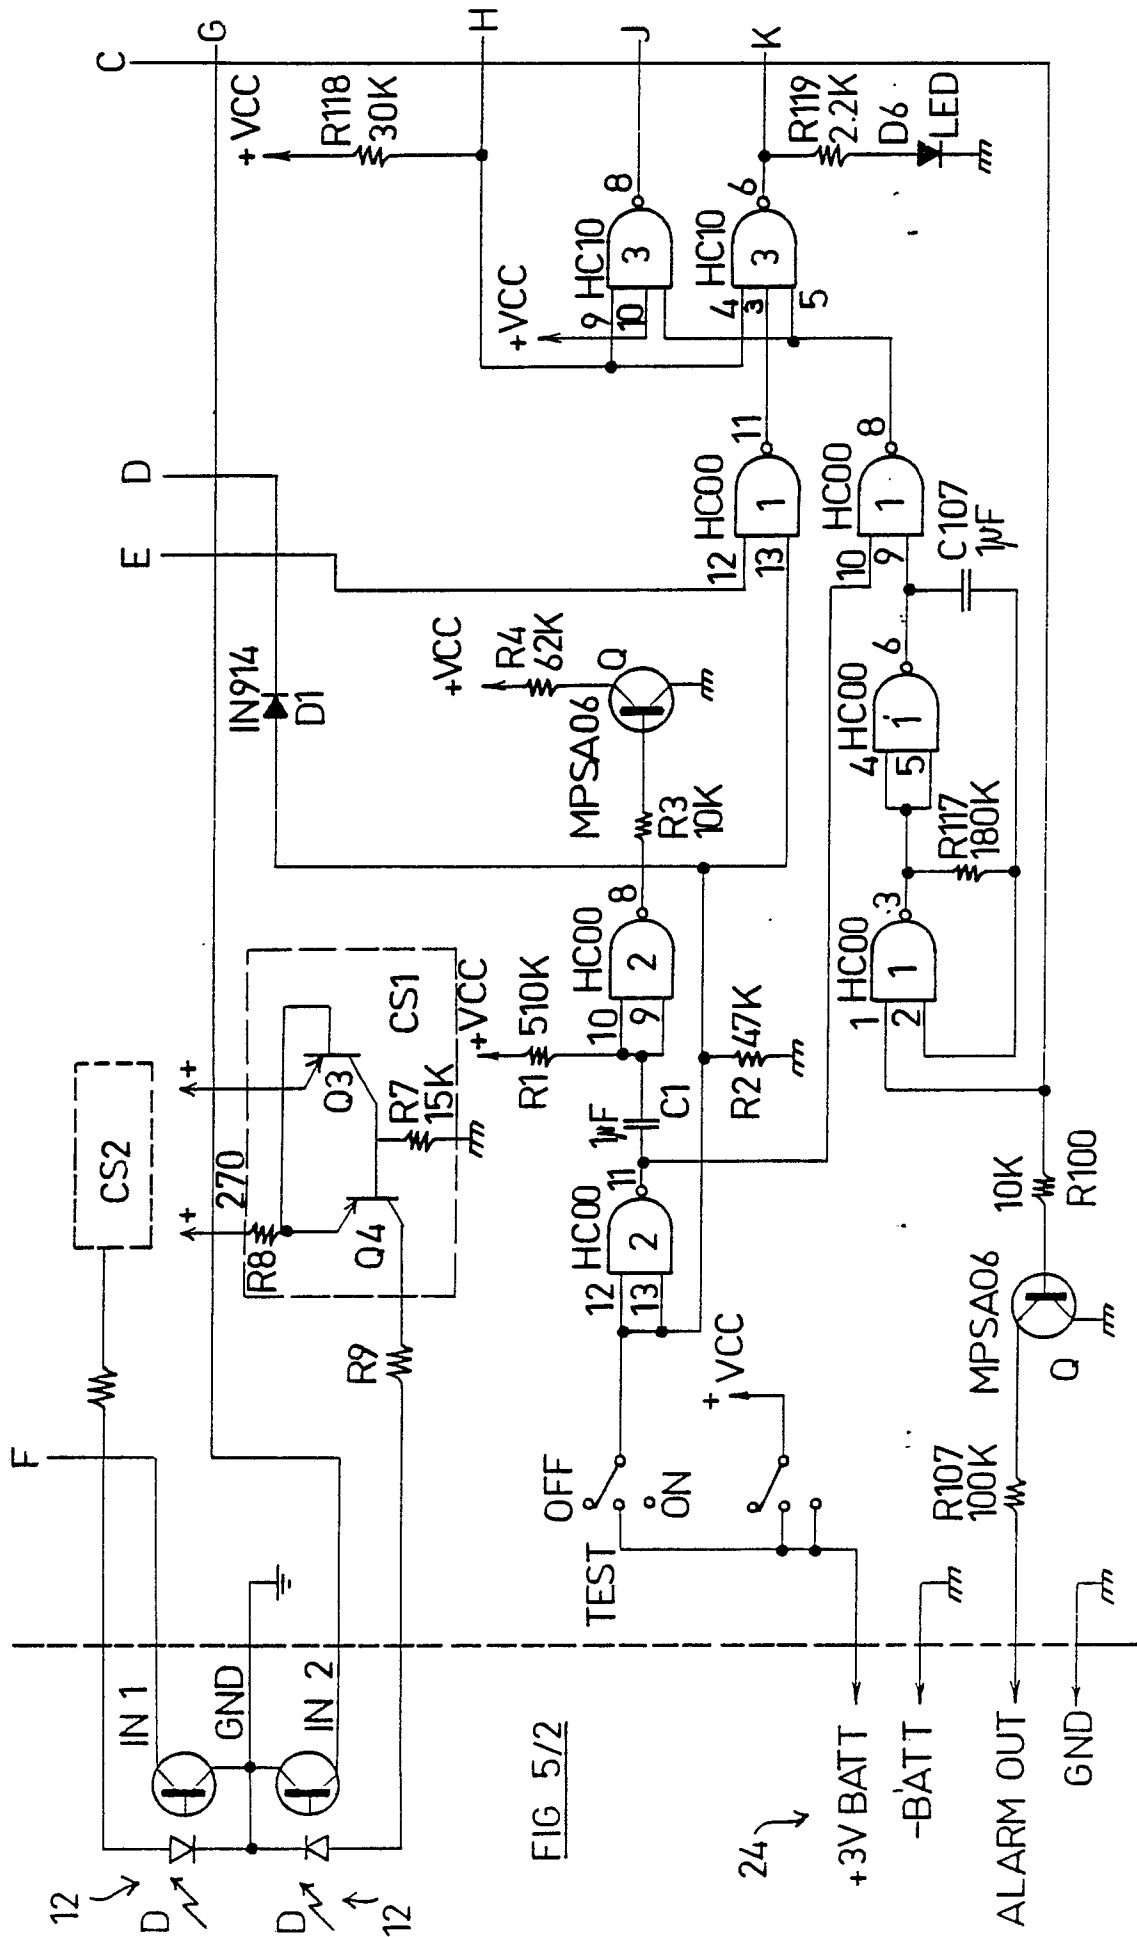 C
G
H
J
K
+VCC
R118
30K
+VCC
HC10
9
10
3
8
HC10
4
3
5
3
6
R119
2.2K
D6
LED
E
D
IN914
D1
+VCC
R4
62K
Q
MPSA06
R3
10K
HC00
12
13
1
11
HC00
10
9
1
8
C107
1µF
HC00
4
5
1
6
R117
180K
HC00
1
2
1
3
CS2
CS1
+
+
270
R8
Q3
Q4
R7
15K
R9
+VCC
R1
510K
HC00
10
9
2
8
1µF
C1
R2
47K
HC00
12
13
2
11
F
OFF
TEST
ON
+VCC
10K
R100
MPSA06
Q
R107
100K
IN 1
GND
IN 2
12
D
D
12
FIG 5/2
24
+3V BATT
-BATT
ALARM OUT
GND